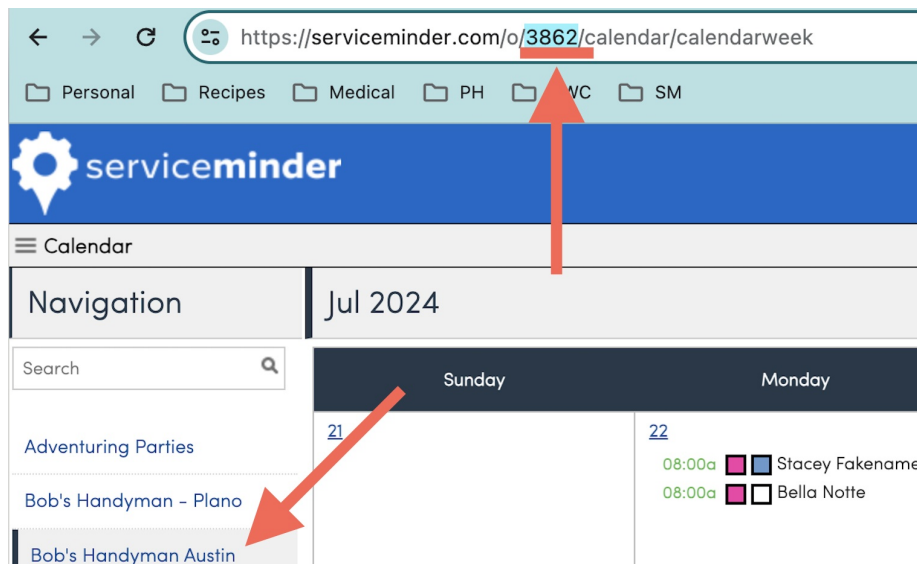 https://serviceminder.com/o/3862/calendar/calendarweek
Personal Recipes Medical PH WC SM
serviceminder
Calendar
Navigation
Jul 2024
Search
Sunday Monday
Adventuring Parties
Bob's Handyman - Plano
Bob's Handyman Austin
21
22
08:00a Stacey Fakename
08:00a Bella Notte